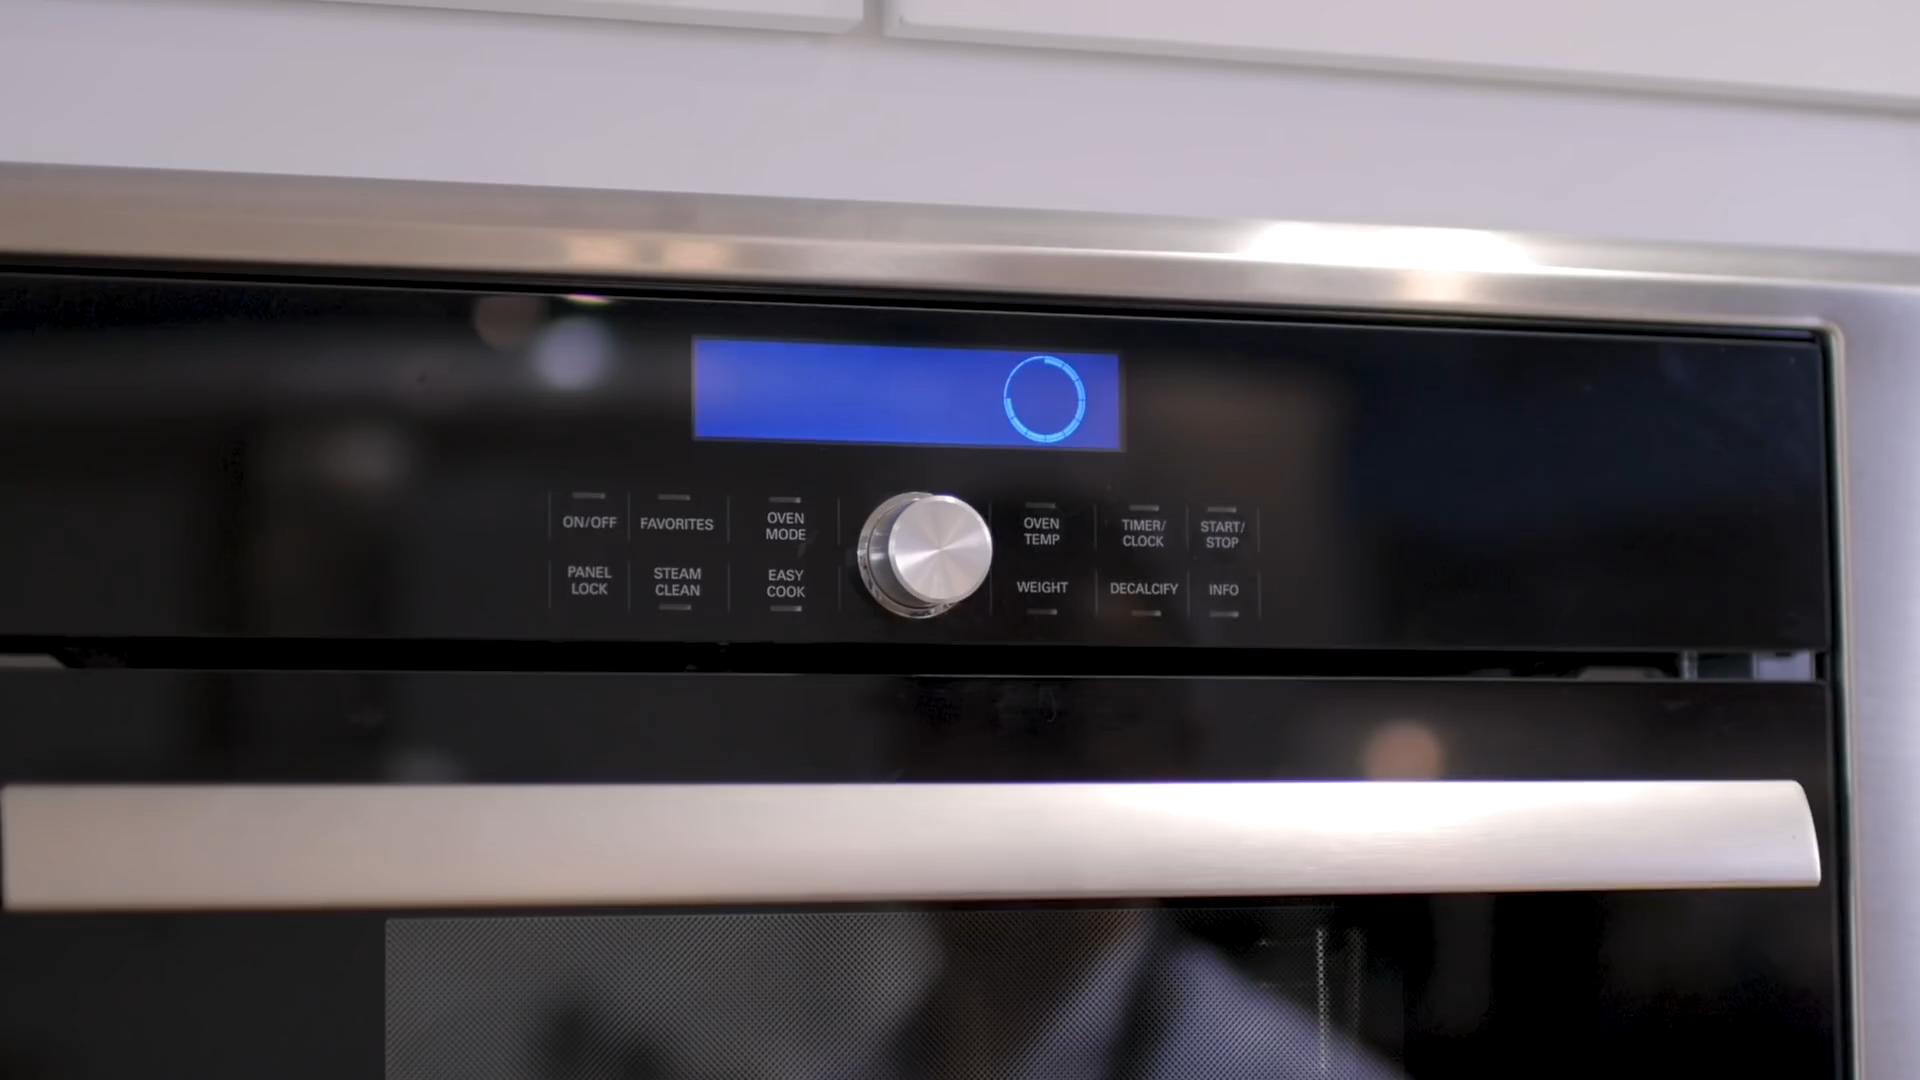 ON/OFF
FAVORITES
OVEN
MODE
OVEN
TEMP
TIMER/
CLOCK
START/
STOP
PANEL
LOCK
STEAM
CLEAN
EASY
COOK
WEIGHT
DECALCIFY
INFO